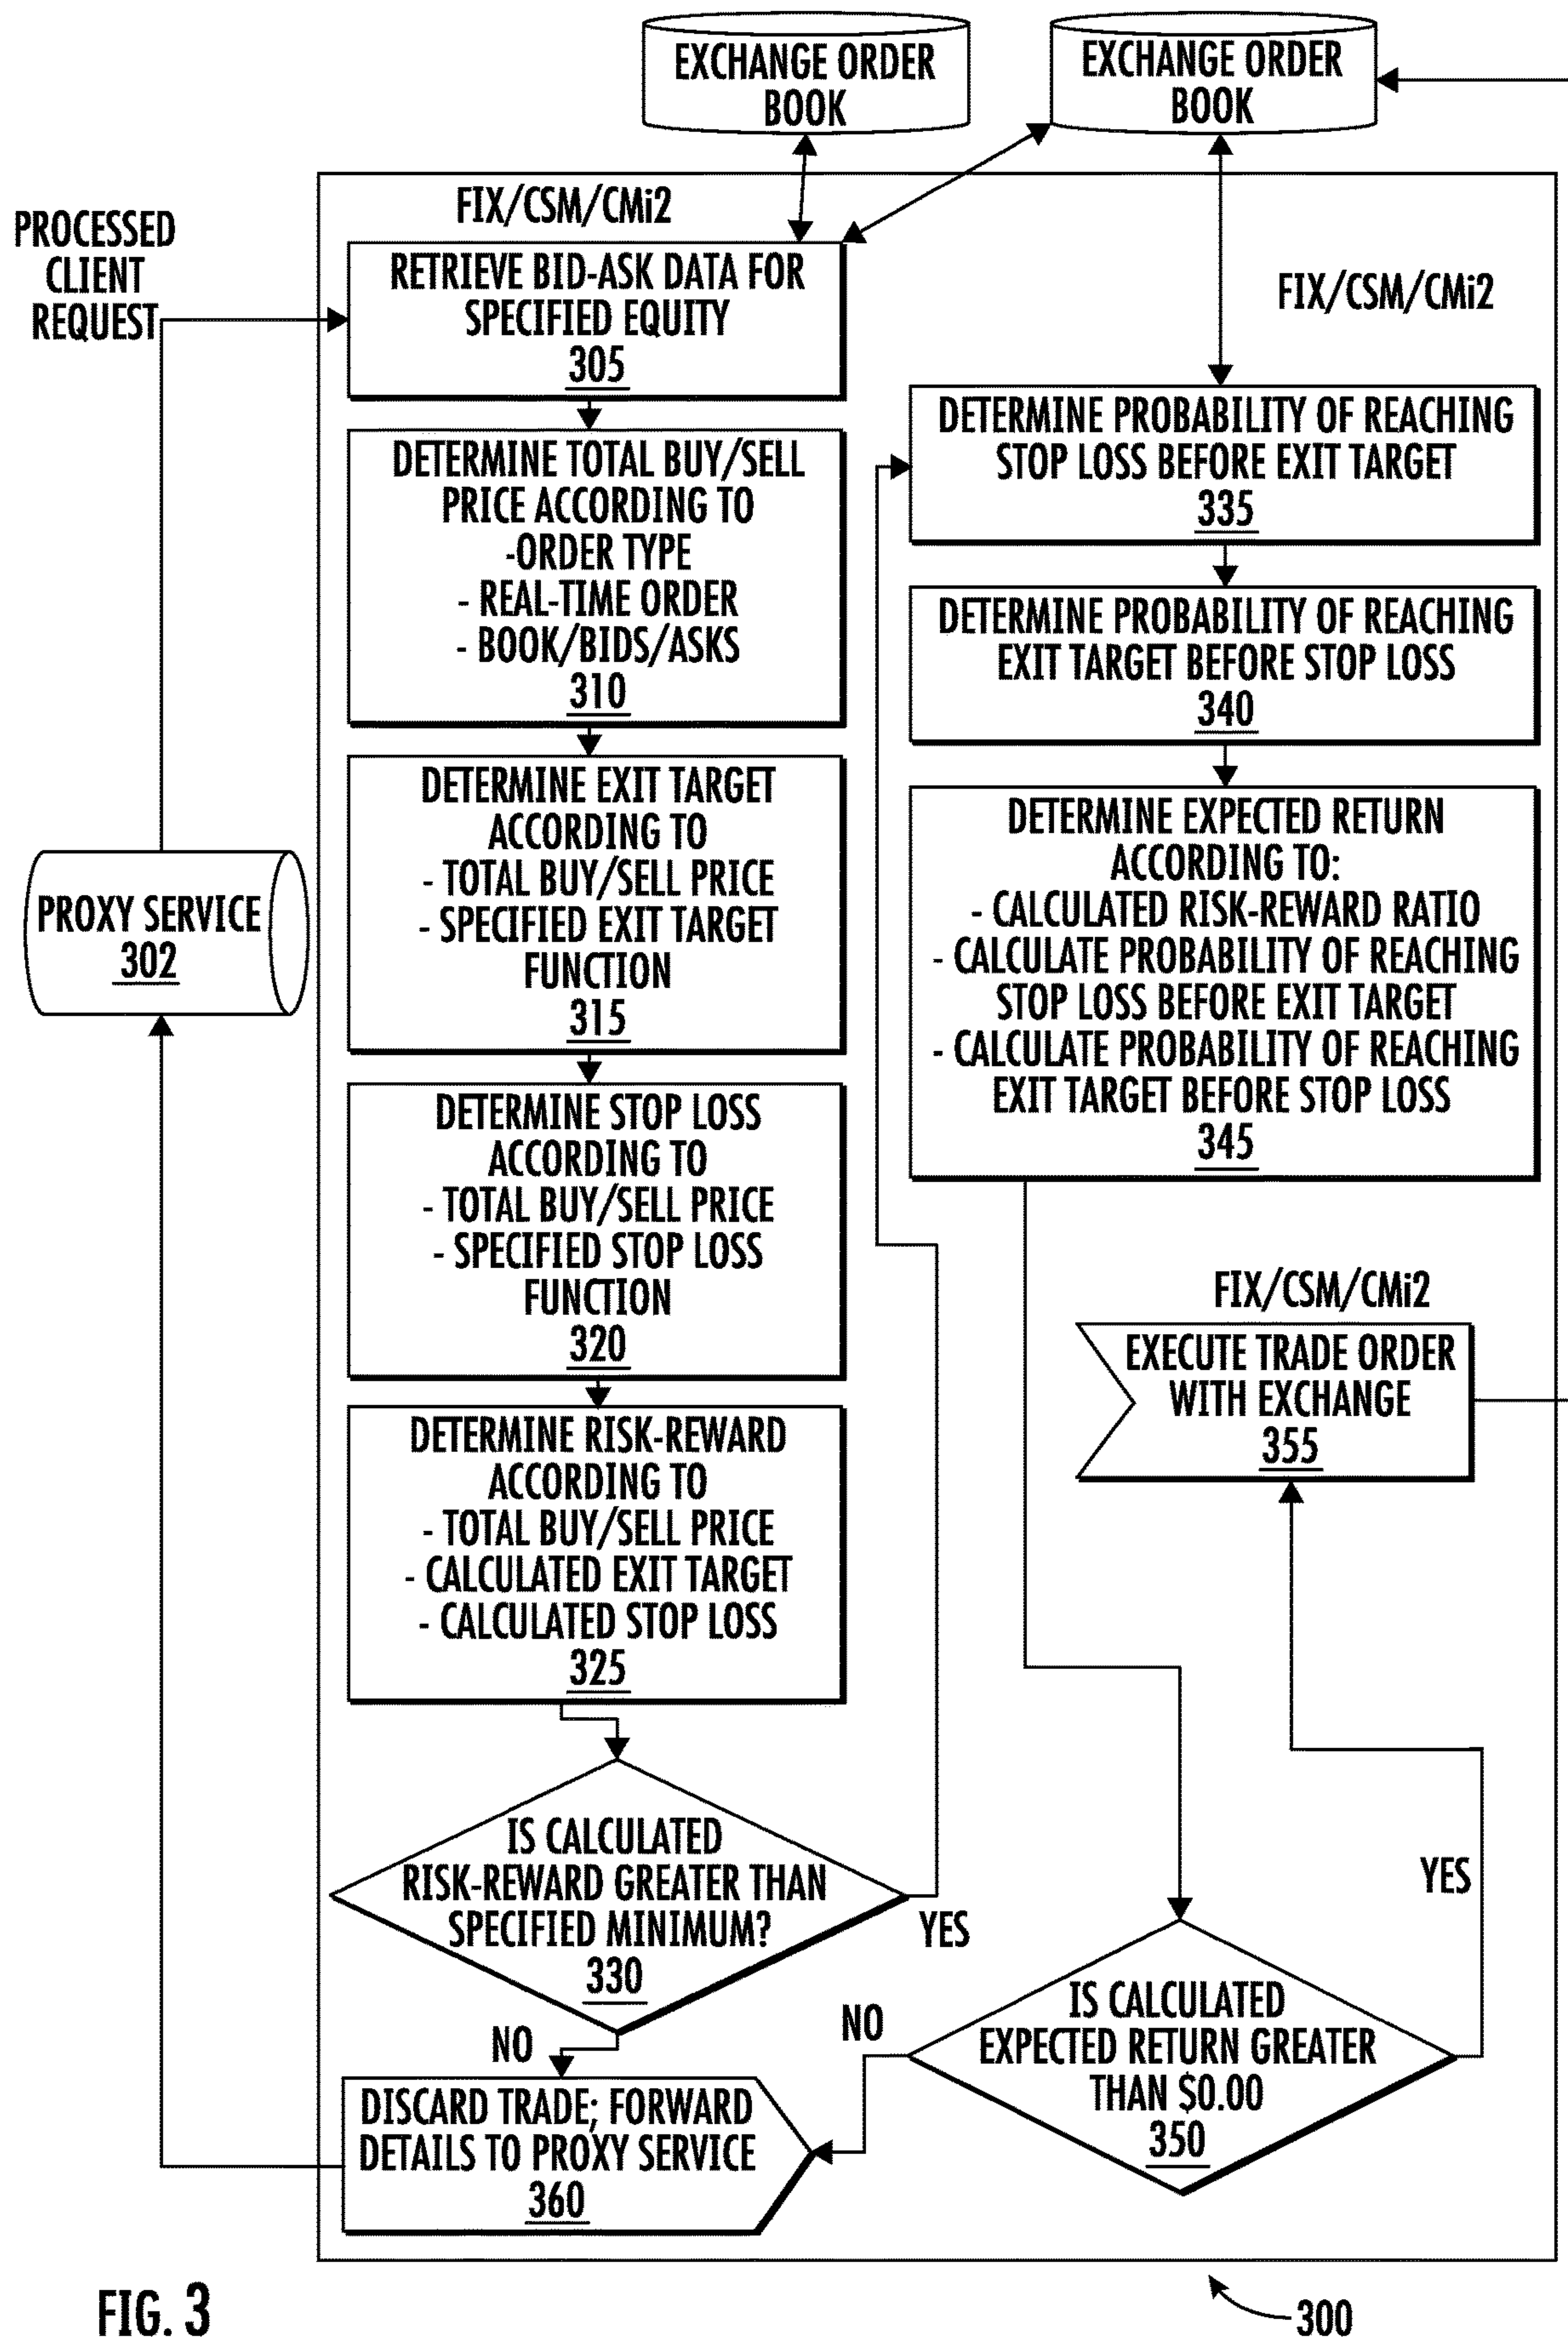 EXCHANGE ORDER
BOOK
EXCHANGE ORDER
BOOK
PROCESSED
CLIENT
REQUEST
FIX/CSM/CMi2
RETRIEVE BID-ASK DATA FOR
SPECIFIED EQUITY
305
DETERMINE TOTAL BUY/SELL
PRICE ACCORDING TO
-ORDER TYPE
- REAL-TIME ORDER
- BOOK/BIDS/ASKS
310
DETERMINE EXIT TARGET
ACCORDING TO
- TOTAL BUY/SELL PRICE
- SPECIFIED EXIT TARGET
FUNCTION
315
PROXY SERVICE
302
DETERMINE STOP LOSS
ACCORDING TO
- TOTAL BUY/SELL PRICE
- SPECIFIED STOP LOSS
FUNCTION
320
DETERMINE RISK-REWARD
ACCORDING TO
- TOTAL BUY/SELL PRICE
- CALCULATED EXIT TARGET
- CALCULATED STOP LOSS
325
IS CALCULATED
RISK-REWARD GREATER THAN
SPECIFIED MINIMUM?
330
YES
NO
DISCARD TRADE; FORWARD
DETAILS TO PROXY SERVICE
360
FIX/CSM/CMi2
DETERMINE PROBABILITY OF REACHING
STOP LOSS BEFORE EXIT TARGET
335
DETERMINE PROBABILITY OF REACHING
EXIT TARGET BEFORE STOP LOSS
340
DETERMINE EXPECTED RETURN
ACCORDING TO:
- CALCULATED RISK-REWARD RATIO
- CALCULATE PROBABILITY OF REACHING
STOP LOSS BEFORE EXIT TARGET
- CALCULATE PROBABILITY OF REACHING
EXIT TARGET BEFORE STOP LOSS
345
FIX/CSM/CMi2
EXECUTE TRADE ORDER
WITH EXCHANGE
355
YES
NO
IS CALCULATED
EXPECTED RETURN GREATER
THAN $0.00
350
FIG. 3
300